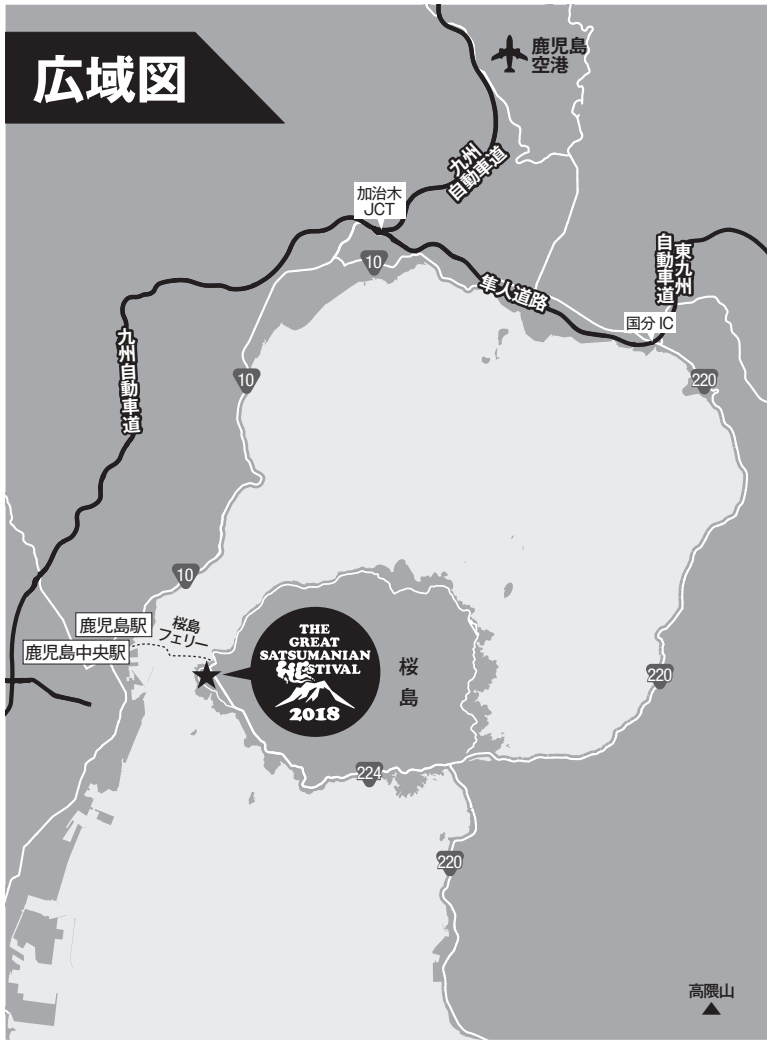 広域図
鹿児島
空港
九州
自動車道
加治木
JCT
10
隼人道路
東九州
自動車道
国分 IC
九州自動車道
10
220
10
鹿児島駅
桜島
フェリー
鹿児島中央駅
THE
GREAT
SATSUMANIAN
HESTIVAL
2018
桜島
220
224
220
高隈山